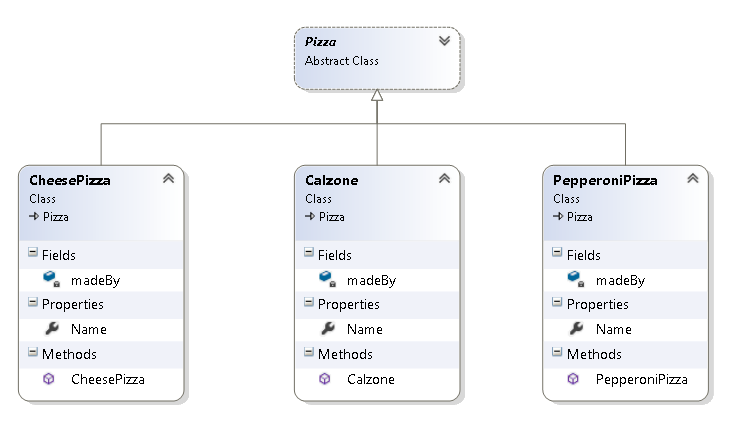 Pizza
Abstract Class
CheesePizza
Class
Pizza
Fields
madeBy
Properties
Name
Methods
CheesePizza
Calzone
Class
Pizza
Fields
madeBy
Properties
Name
Methods
Calzone
PepperoniPizza
Class
Pizza
Fields
madeBy
Properties
Name
Methods
PepperoniPizza